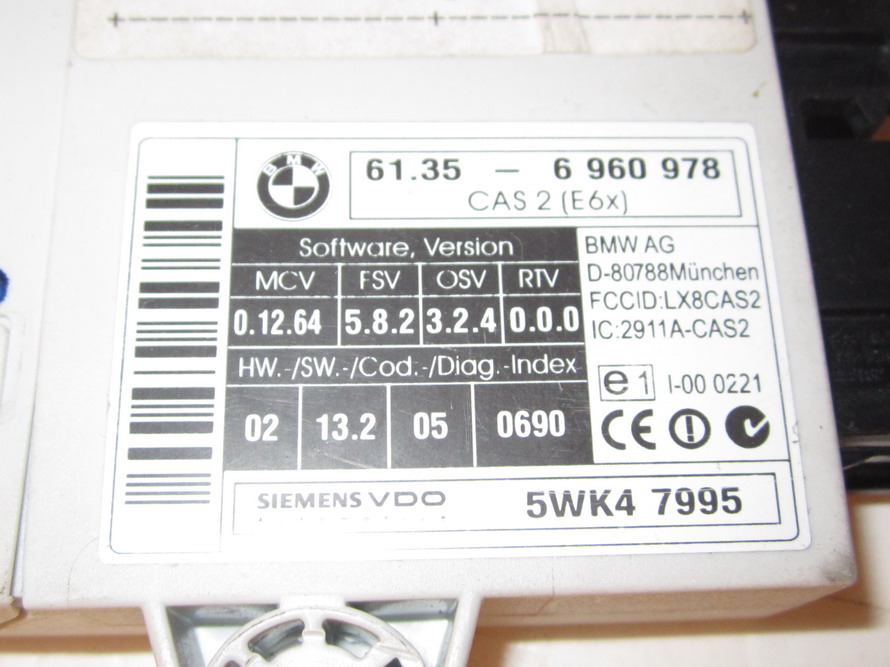 BMW
61.35 – 6 960 978
CAS 2 (E6x)
Software, Version
MCV FSV OSV RTV
0.12.64 5.8.2 3.2.4 0.0.0
HW.-/SW.-/Cod.-/Diag.-Index
02 13.2 05 0690
BMW AG
D-80788München
FCCID:LX8CAS2
IC:2911A-CAS2
e1 I-00 0221
CE
SIEMENS VDO
5WK4 7995